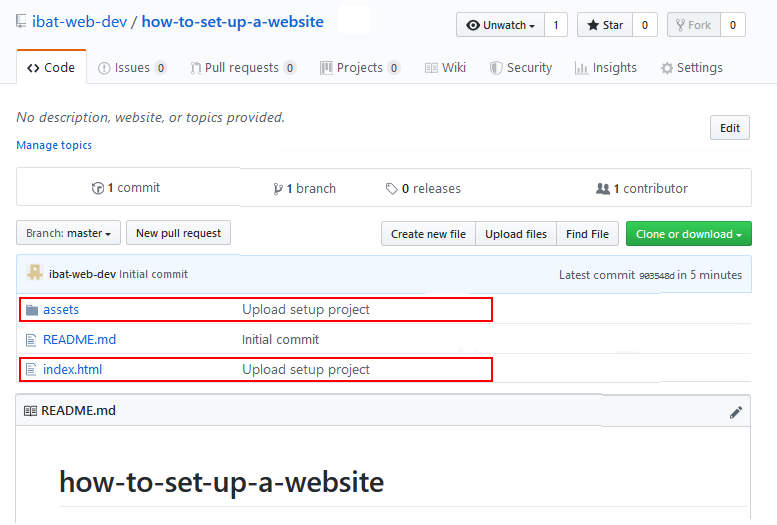 ibat-web-dev / how-to-set-up-a-website Unwatch 1 Star 0 Fork 0
Code Issues 0 Pull requests 0 Projects 0 Wiki Security Insights Settings
No description, website, or topics provided. Edit
Manage topics
1 commit 1 branch 0 releases 1 contributor
Branch: master New pull request Create new file Upload files Find File Clone or download
ibat-web-dev Initial commit Latest commit 903548d in 5 minutes
assets Upload setup project
README.md Initial commit
index.html Upload setup project
README.md
how-to-set-up-a-website